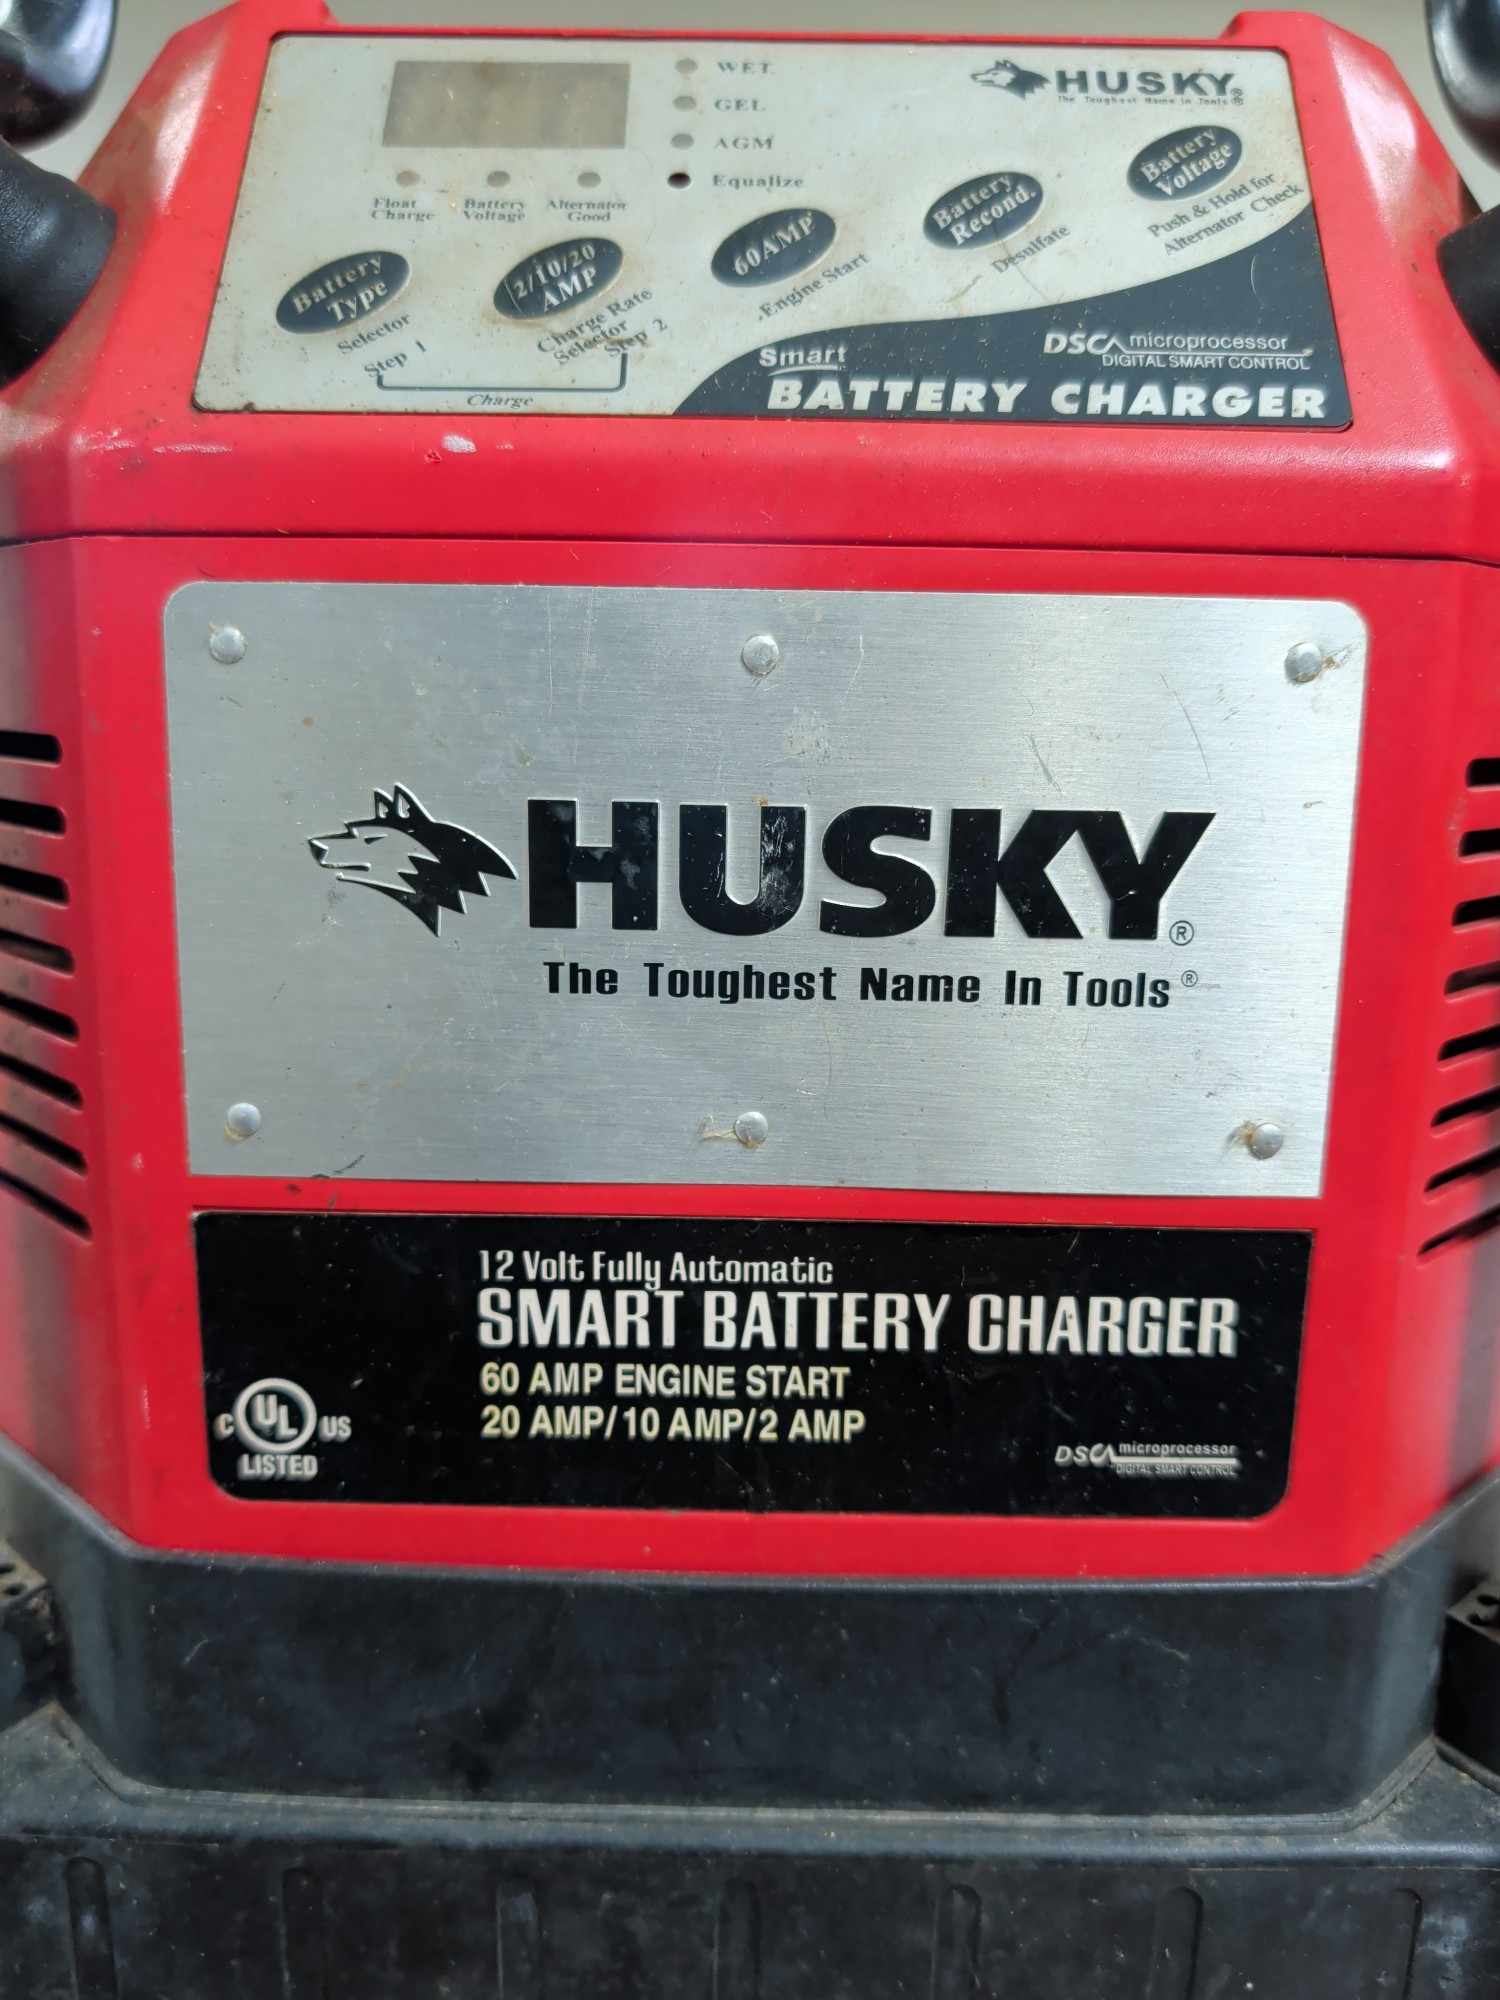 WET
GEL
AGM
Equalize
HUSKY®
The Toughest Name In Tools®
Float
Charge
Battery
Voltage
Alternator
Good
Battery
Type
Selector
Step 1
2/10/20
AMP
Charge Rate
Selector
Step 2
Charge
60AMP
Engine Start
Battery
Recond.
Desulfate
Battery
Voltage
Push & Hold for
Alternator Check
DSC microprocessor
DIGITAL SMART CONTROL
Smart
BATTERY CHARGER
HUSKY®
The Toughest Name In Tools®
12 Volt Fully Automatic
SMART BATTERY CHARGER
60 AMP ENGINE START
20 AMP/10 AMP/2 AMP
C UL US
LISTED
DSC microprocessor
DIGITAL SMART CONTROL